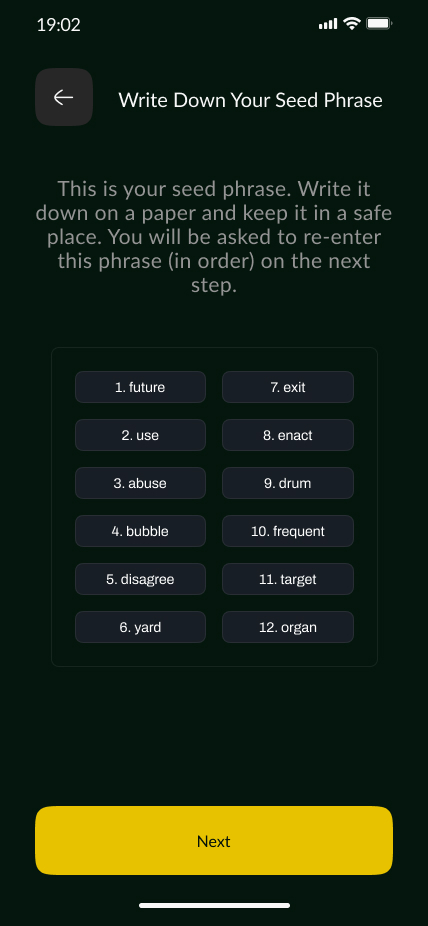 19:02
Write Down Your Seed Phrase
This is your seed phrase. Write it
down on a paper and keep it in a safe
place. You will be asked to re-enter
this phrase (in order) on the next
step.
1. future
7. exit
2. use
8. enact
3. abuse
9. drum
4. bubble
10. frequent
5. disagree
11. target
6. yard
12. organ
Next